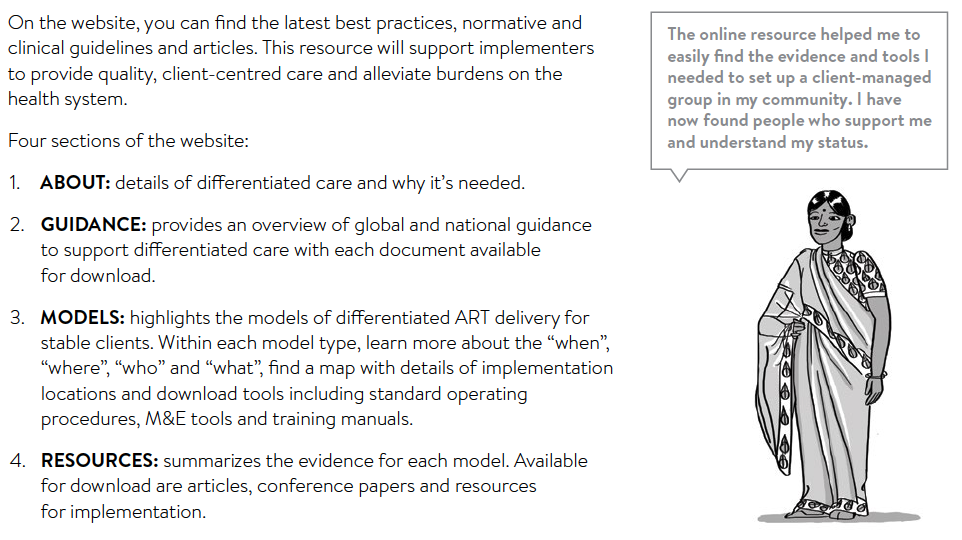 On the website, you can find the latest best practices, normative and
clinical guidelines and articles. This resource will support implementers
to provide quality, client-centred care and alleviate burdens on the
health system.
Four sections of the website:
1. ABOUT: details of differentiated care and why it’s needed.
2. GUIDANCE: provides an overview of global and national guidance
to support differentiated care with each document available
for download.
3. MODELS: highlights the models of differentiated ART delivery for
stable clients. Within each model type, learn more about the “when”,
“where”, “who” and “what”, find a map with details of implementation
locations and download tools including standard operating
procedures, M&E tools and training manuals.
4. RESOURCES: summarizes the evidence for each model. Available
for download are articles, conference papers and resources
for implementation.
The online resource helped me to
easily find the evidence and tools I
needed to set up a client-managed
group in my community. I have
now found people who support me
and understand my status.